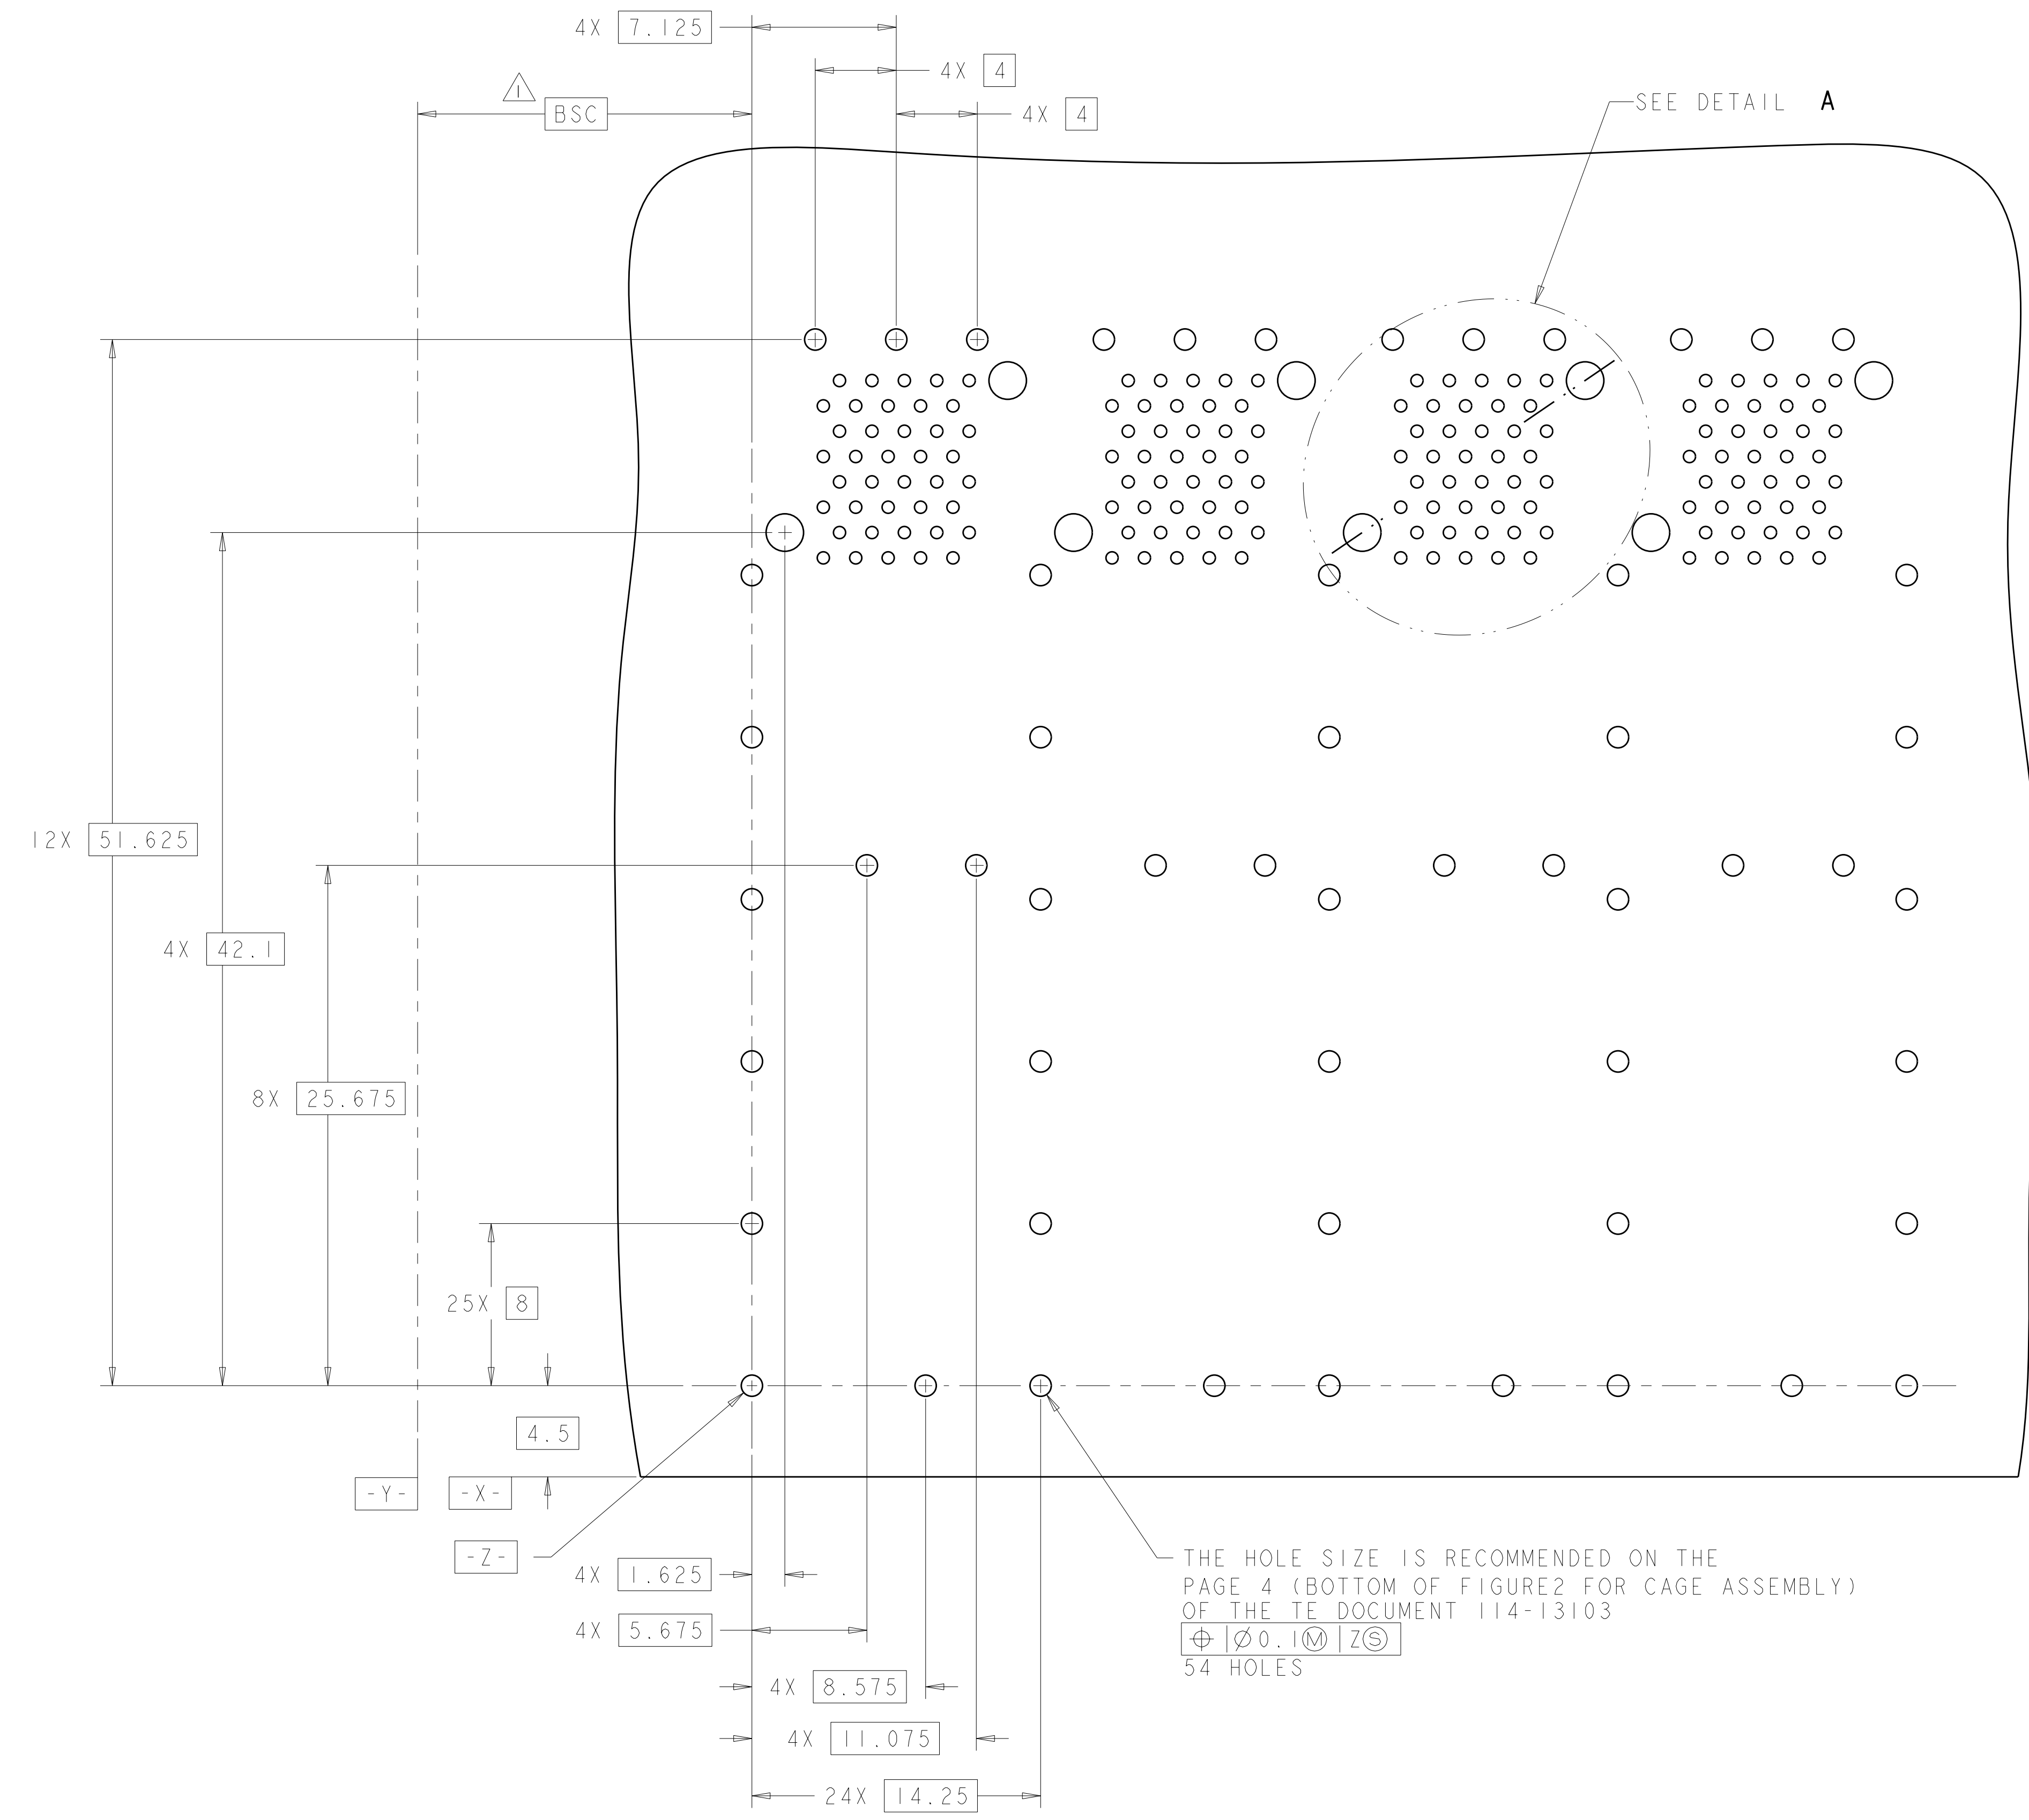 4X 7.125
4X 4
1
BSC
4X 4
SEE DETAIL A
12X 51.625
4X 42.1
8X 25.675
25X 8
4.5
-Y-
-X-
-Z-
4X 1.625
4X 5.675
4X 8.575
4X 11.075
24X 14.25
THE HOLE SIZE IS RECOMMENDED ON THE
PAGE 4 (BOTTOM OF FIGURE2 FOR CAGE ASSEMBLY)
OF THE TE DOCUMENT 114-13103
⌖ Ø0.1Ⓜ ZⓈ
54 HOLES